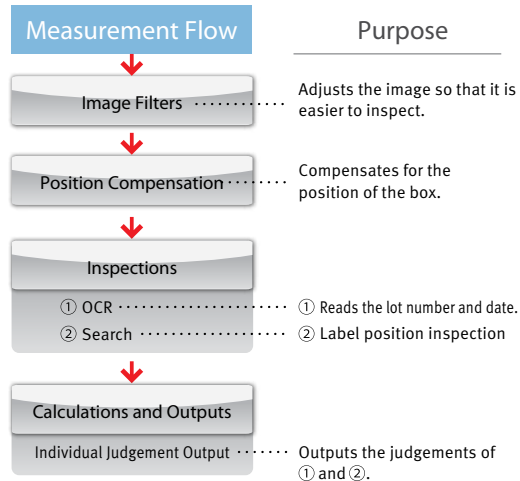 Measurement Flow
Purpose
Image Filters
Adjusts the image so that it is
easier to inspect.
Position Compensation
Compensates for the
position of the box.
Inspections
① OCR
① Reads the lot number and date.
② Search
② Label position inspection
Calculations and Outputs
Individual Judgement Output
Outputs the judgements of
① and ②.